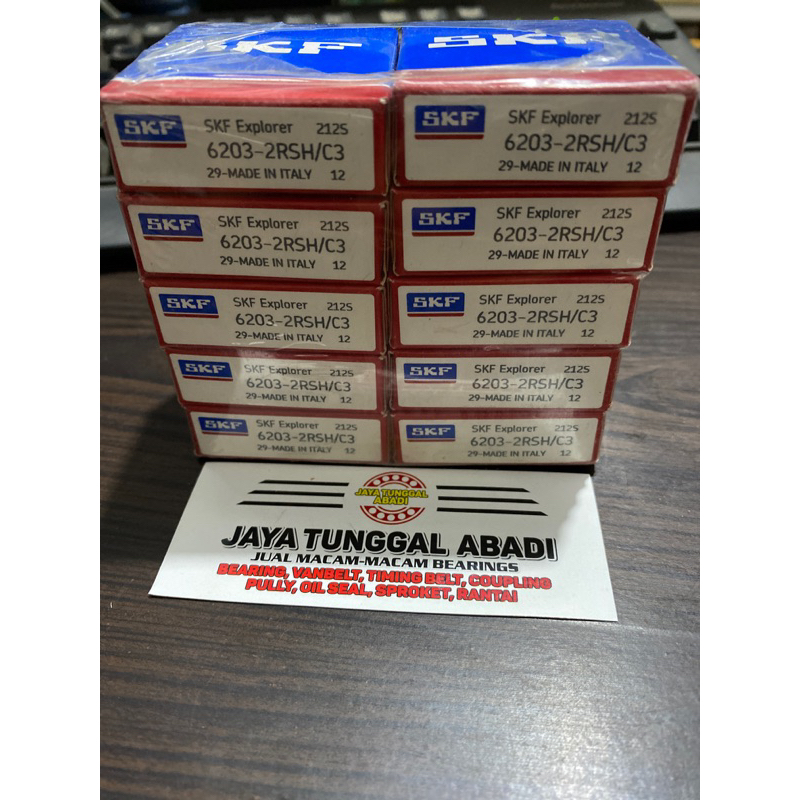 SKF
SKF
SKF
SKF Explorer 212S
6203-2RSH/C3
29-MADE IN ITALY 12
SKF
SKF Explorer 212S
6203-2RSH/C3
29-MADE IN ITALY 12
SKF
SKF Explorer 212S
6203-2RSH/C3
29-MADE IN ITALY 12
SKF
SKF Explorer 212S
6203-2RSH/C3
29-MADE IN ITALY 12
SKF
SKF Explorer 212S
6203-2RSH/C3
29-MADE IN ITALY 12
SKF
SKF Explorer 212S
6203-2RSH/C3
29-MADE IN ITALY 12
SKF
SKF Explorer 212S
6203-2RSH/C3
29-MADE IN ITALY 12
SKF
SKF Explorer 212S
6203-2RSH/C3
29-MADE IN ITALY 12
SKF
SKF Explorer 212S
6203-2RSH/C3
29-MADE IN ITALY 12
SKF
SKF Explorer 212S
6203-2RSH/C3
29-MADE IN ITALY 12
JAYA TUNGGAL
ABADI
JAYA TUNGGAL ABADI
JUAL MACAM-MACAM BEARINGS
BEARING, VANBELT, TIMING BELT, COUPLING
PULLY, OIL SEAL, SPROKET, RANTAI